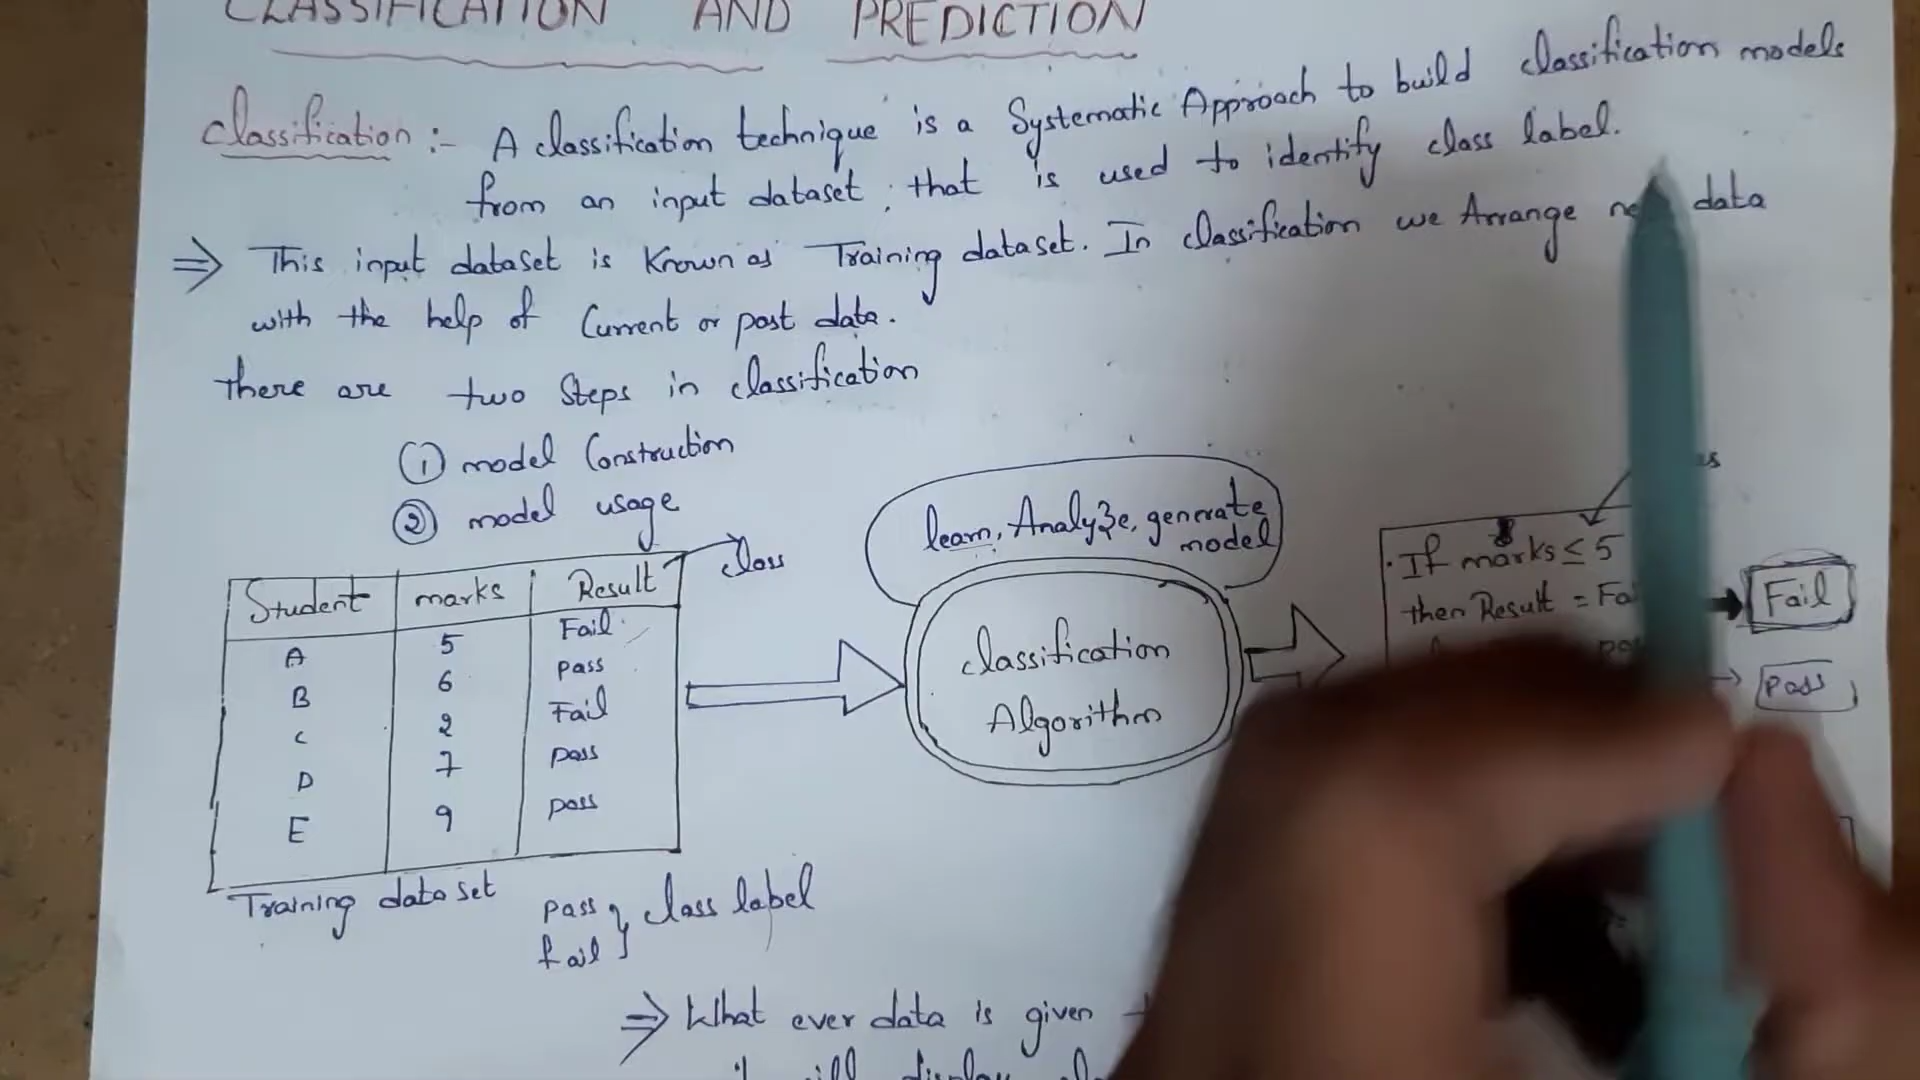 CLASSIFICATION AND PREDICTION
Classification :- A classification technique is a Systematic Approach to build classification models
from an input dataset, that is used to identify class label.
⇒ This input dataset is Known as Training dataset. In classification we Arrange data
with the help of Current or past data.
there are two Steps in classification
① model Construction
② model usage
class
Student marks Result
A 5 Fail
B 6 pass
C 2 Fail
D 7 pass
E 9 pass
Training data set
pass } class label
fail
learn, Analyze, generate
model
classification
Algorithm
If marks ≤ 5
then Result =
Fail
pass
⇒ What ever data is given
will display